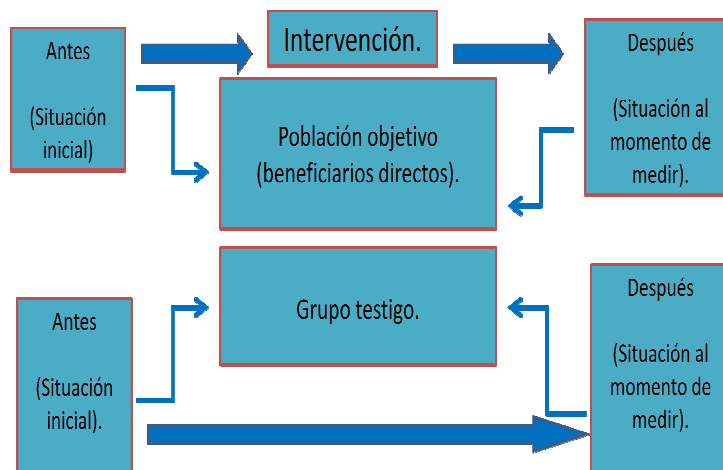 Antes
(Situación
inicial)
Intervención.
Después
(Situación al
momento de
medir).
Población objetivo
(beneficiarios directos).
Antes
(Situación
inicial).
Grupo testigo.
Después
(Situación al
momento de
medir).